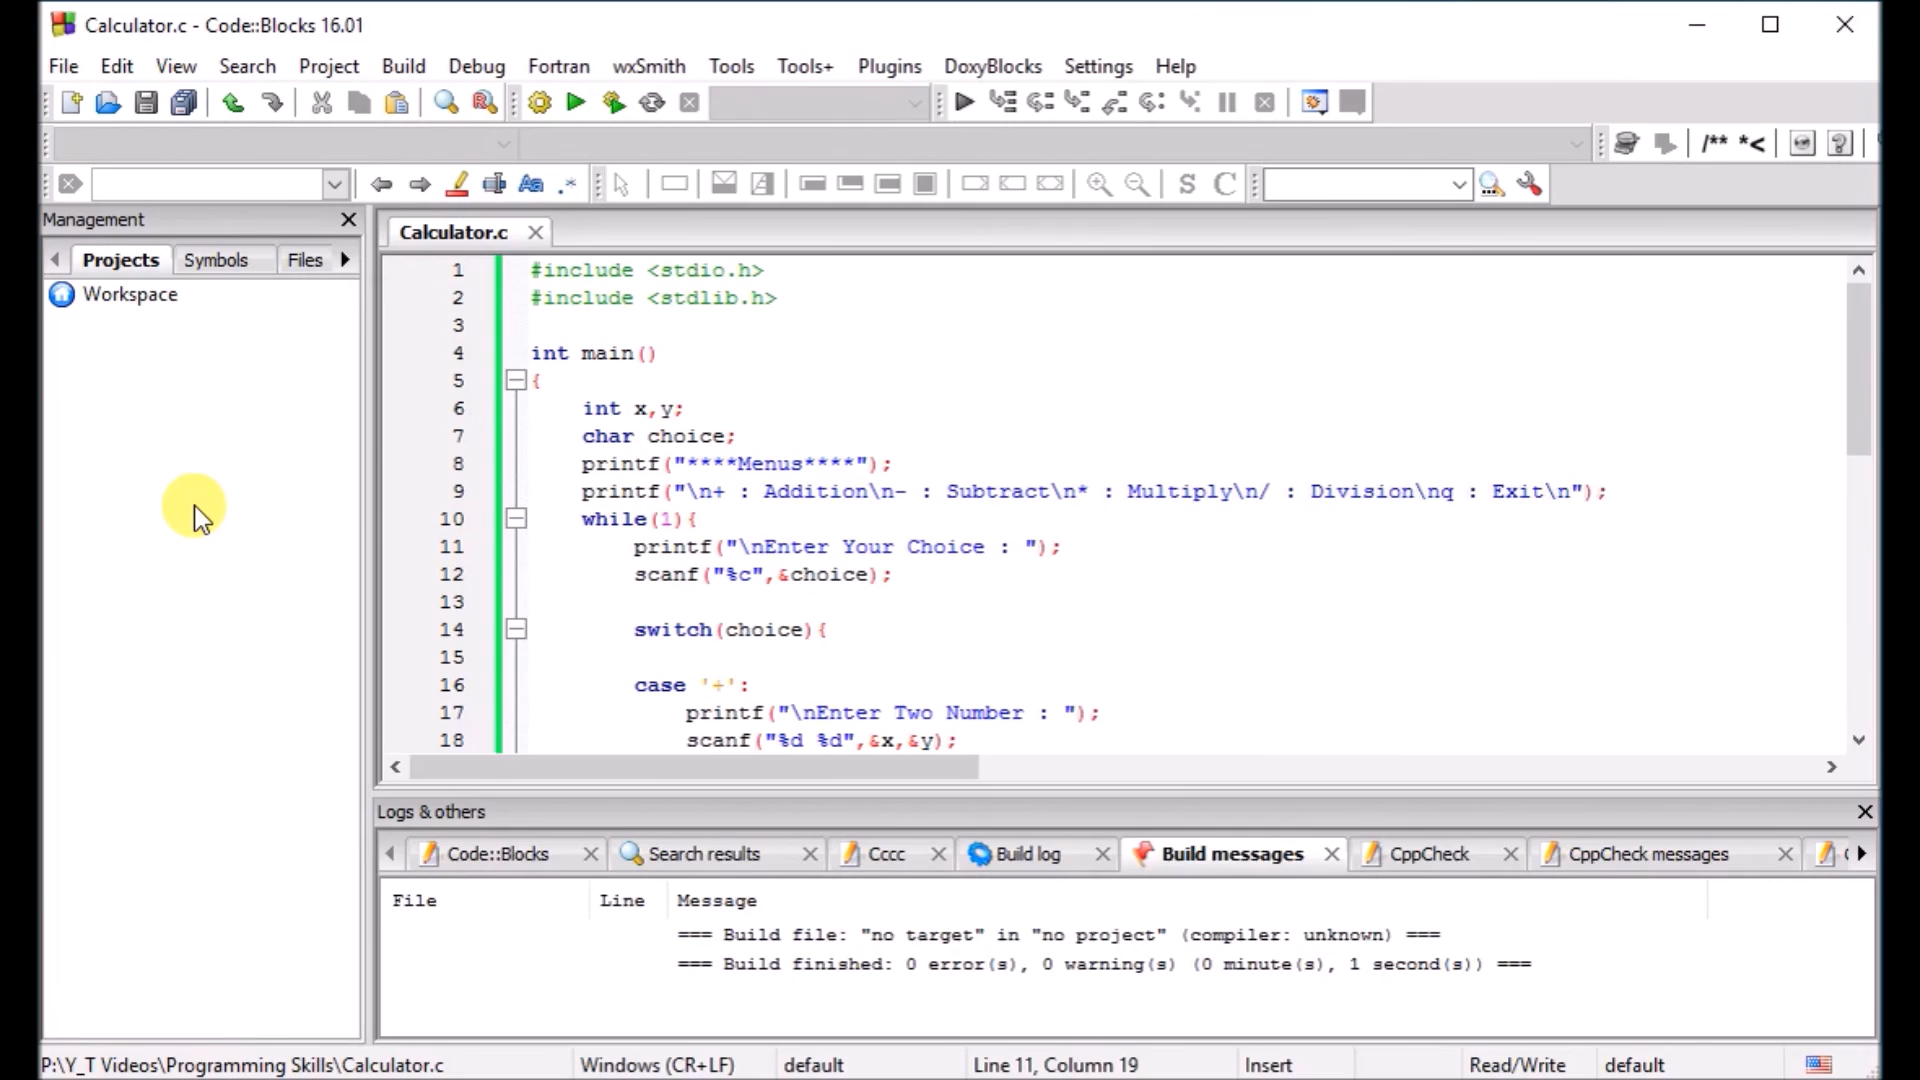 Calculator.c - Code::Blocks 16.01
File Edit View Search Project Build Debug Fortran wxSmith Tools Tools+ Plugins DoxyBlocks Settings Help
/** *<
S C
Management
Projects Symbols Files
Workspace
Calculator.c
1 #include <stdio.h>
2 #include <stdlib.h>
3
4 int main()
5 {
6 int x,y;
7 char choice;
8 printf("****Menus****");
9 printf("\n+ : Addition\n- : Subtract\n* : Multiply\n/ : Division\nq : Exit\n");
10 while(1){
11 printf("\nEnter Your Choice : ");
12 scanf("%c",&choice);
13
14 switch(choice){
15
16 case '+':
17 printf("\nEnter Two Number : ");
18 scanf("%d %d",&x,&y);
Logs & others
Code::Blocks Search results Cccc Build log Build messages CppCheck CppCheck messages
File Line Message
=== Build file: "no target" in "no project" (compiler: unknown) ===
=== Build finished: 0 error(s), 0 warning(s) (0 minute(s), 1 second(s)) ===
P:\Y_T Videos\Programming Skills\Calculator.c Windows (CR+LF) default Line 11, Column 19 Insert Read/Write default